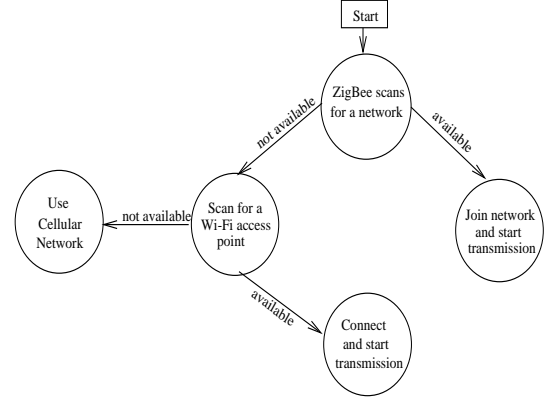 Start
ZigBee scans
for a network
not available
available
Use
Cellular
Network
not available
Scan for a
Wi-Fi access
point
Join network
and start
transmission
available
Connect
and start
transmission